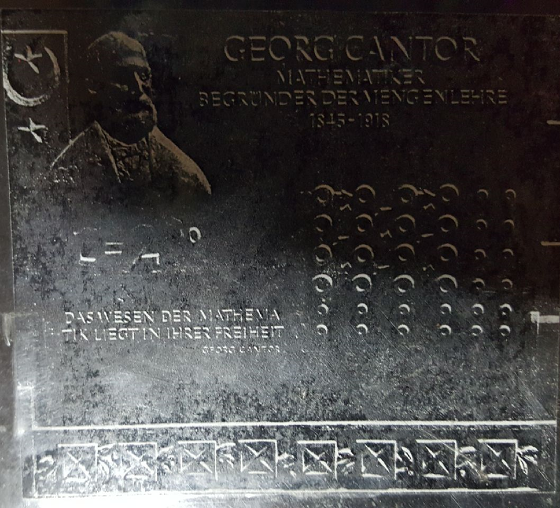 GEORG CANTOR
MATHEMATIKER
BEGRÜNDER DER MENGENLEHRE
1845-1918
DAS WESEN DER MATHEMA
TIK LIEGT IN IHRER FREIHEIT
GEORG CANTOR